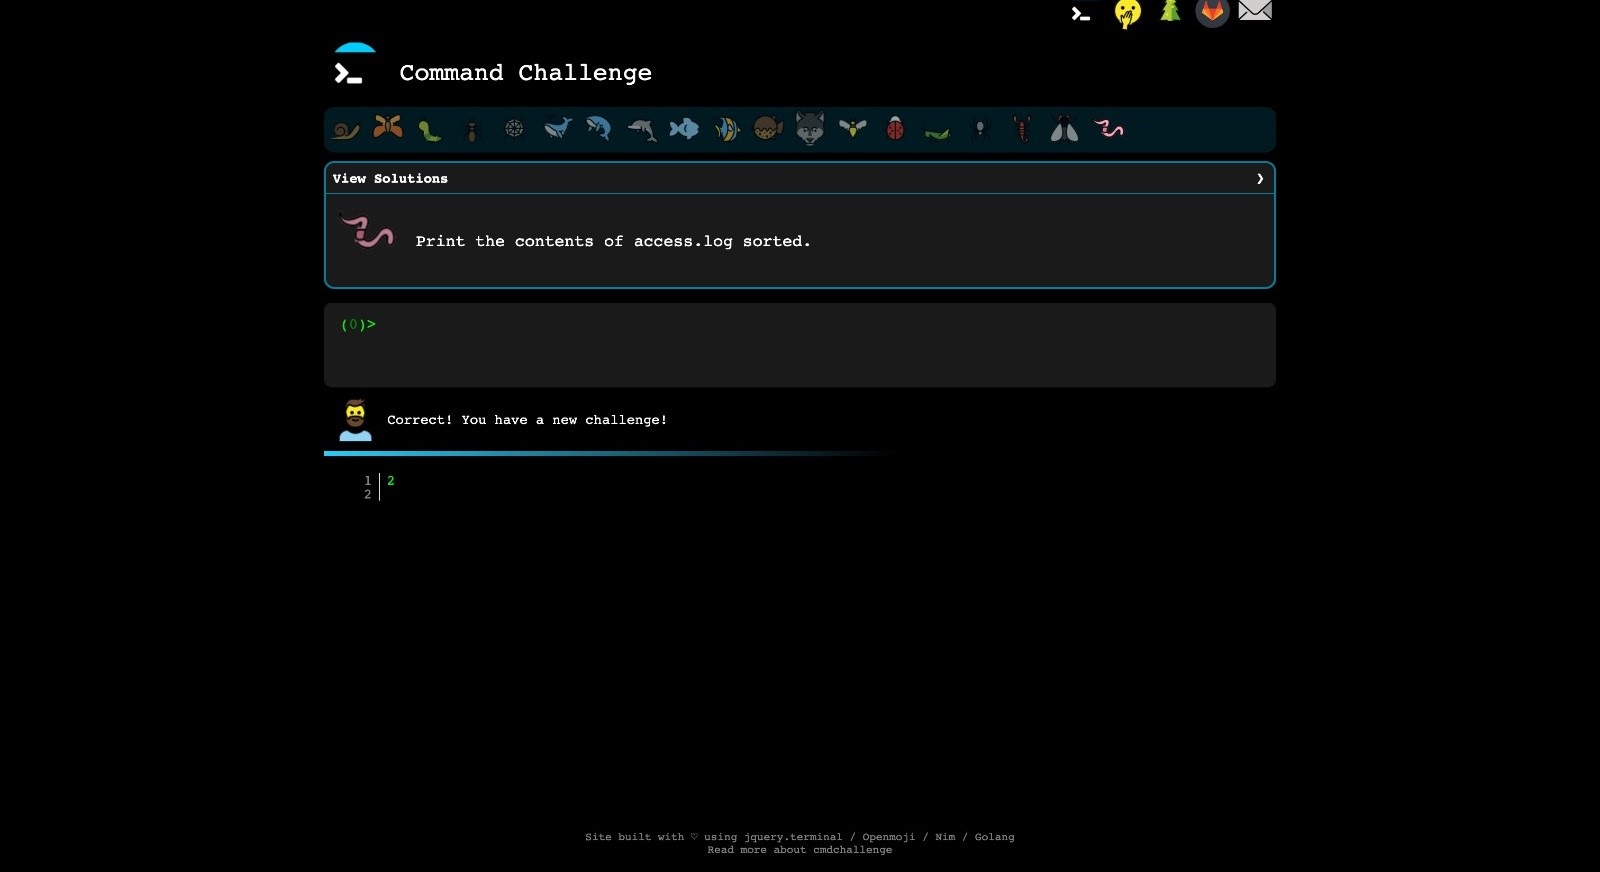 Command Challenge
View Solutions ❯
Print the contents of access.log sorted.
(0)>
Correct! You have a new challenge!
1 2
2
Site built with ♡ using jquery.terminal / Openmoji / Nim / Golang
Read more about cmdchallenge